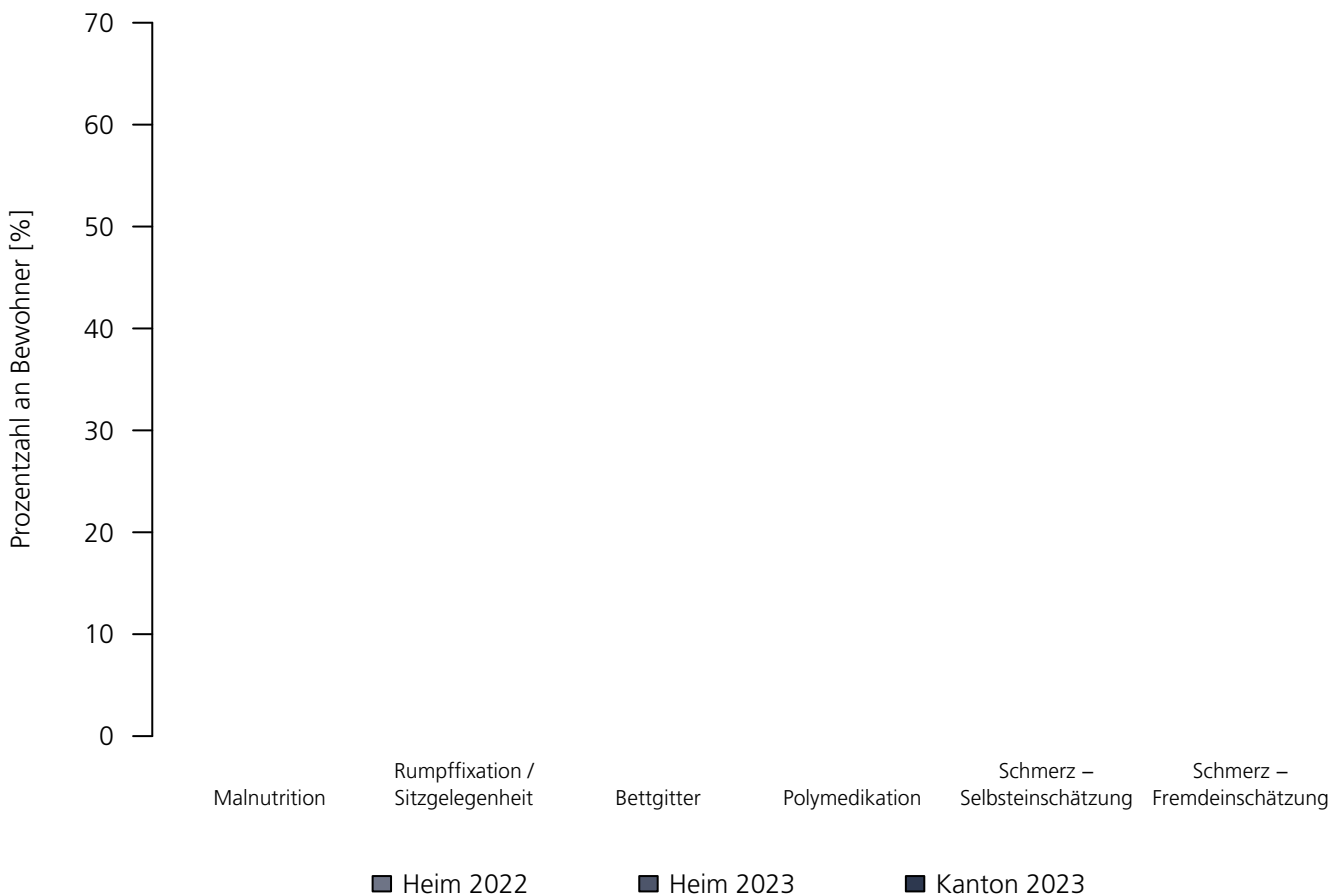 Prozentzahl an Bewohner [%]
70
60
50
40
30
20
10
0
Malnutrition
Rumpffixation /
Sitzgelegenheit
Bettgitter
Polymedikation
Schmerz –
Selbsteinschätzung
Schmerz –
Fremdeinschätzung
Heim 2022
Heim 2023
Kanton 2023